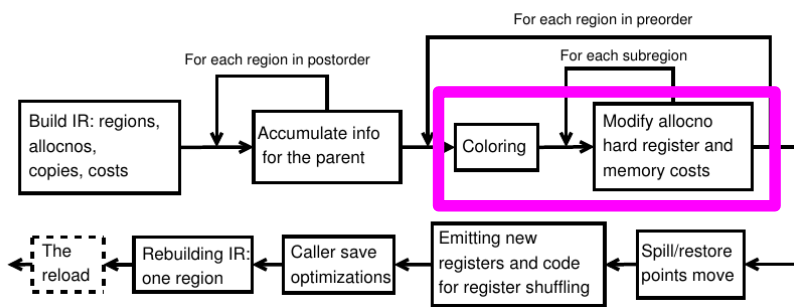 For each region in preorder
For each region in postorder
For each subregion
Build IR: regions,
allocnos,
copies, costs
Accumulate info
for the parent
Coloring
Modify allocno
hard register and
memory costs
The
reload
Rebuilding IR:
one region
Caller save
optimizations
Emitting new
registers and code
for register shuffling
Spill/restore
points move